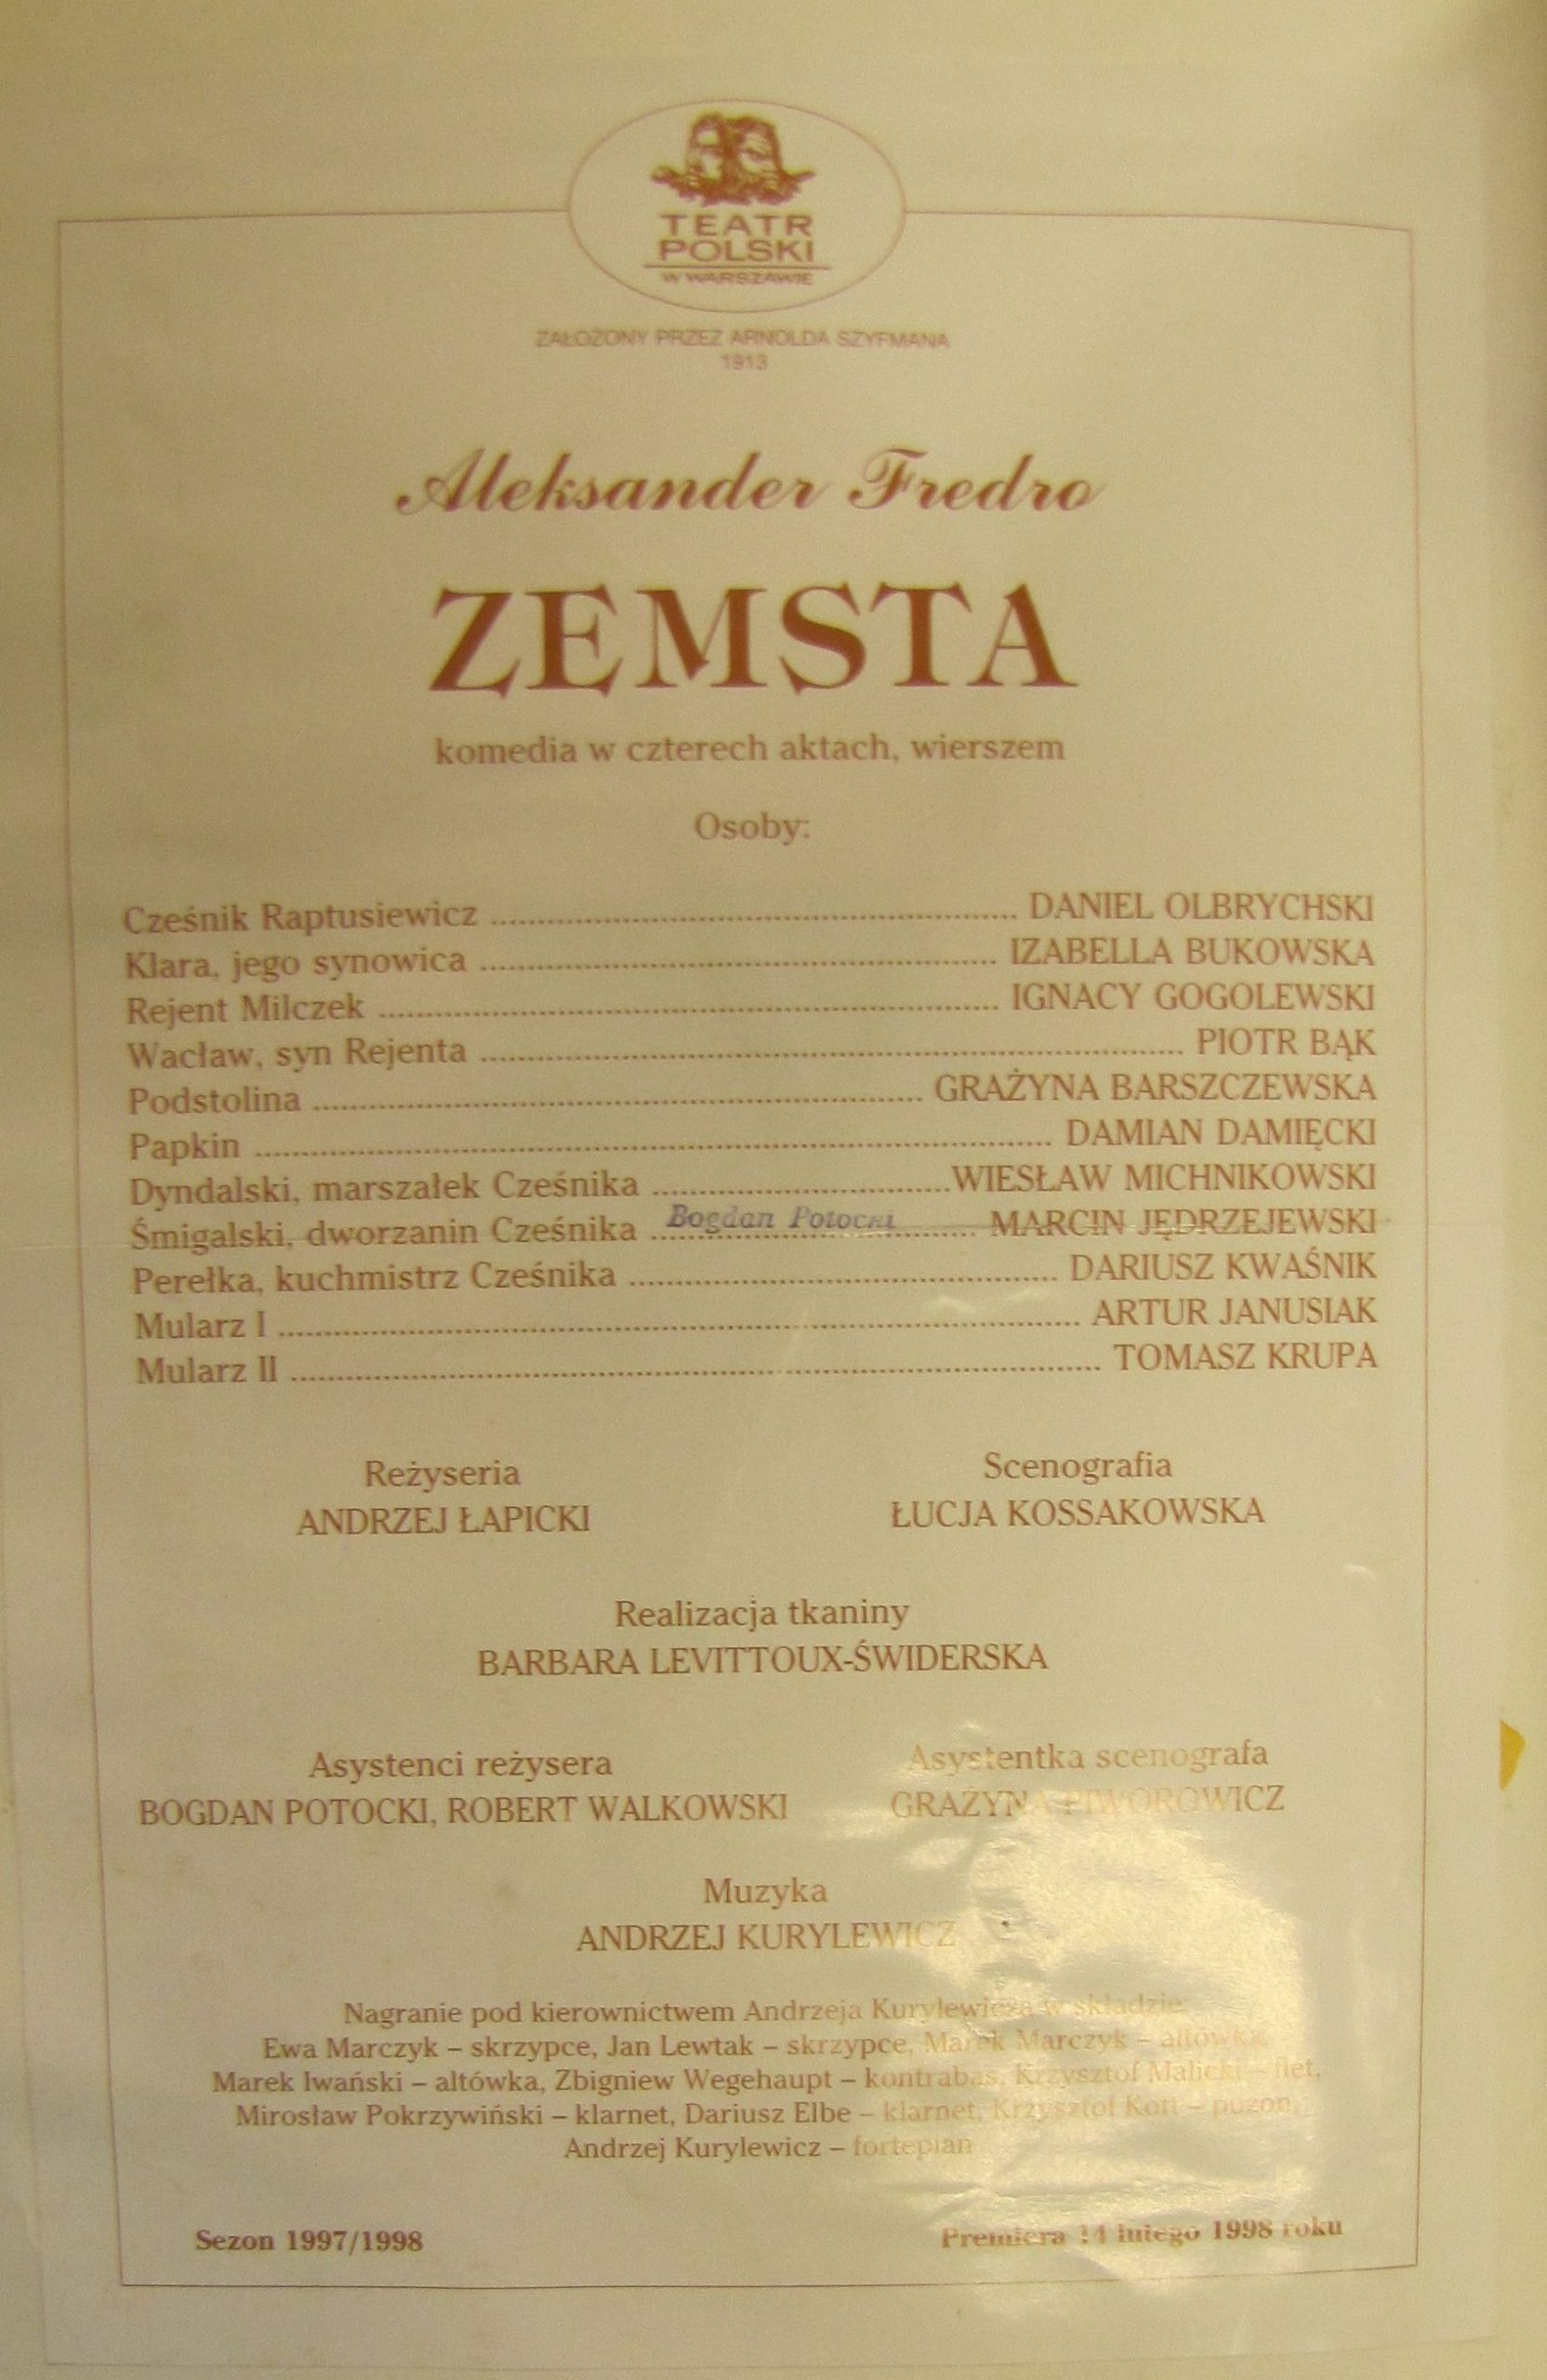 TEATR
POLSKI
W WARSZAWIE
ZAŁOŻONY PRZEZ ARNOLDA SZYFMANA
1913
Aleksander Fredro
ZEMSTA
komedia w czterech aktach, wierszem
Osoby:
Cześnik Raptusiewicz ........................................................ DANIEL OLBRYCHSKI
Klara, jego synowica ........................................................ IZABELLA BUKOWSKA
Rejent Milczek ........................................................ IGNACY GOGOLEWSKI
Wacław, syn Rejenta ........................................................ PIOTR BĄK
Podstolina ........................................................ GRAŻYNA BARSZCZEWSKA
Papkin ........................................................ DAMIAN DAMIĘCKI
Dyndalski, marszałek Cześnika ................................ WIESŁAW MICHNIKOWSKI
Śmigalski, dworzanin Cześnika ..... Bogdan Potocki ..... MARCIN JĘDRZEJEWSKI
Perełka, kuchmistrz Cześnika ................................ DARIUSZ KWAŚNIK
Mularz I ........................................................ ARTUR JANUSIAK
Mularz II ........................................................ TOMASZ KRUPA
Reżyseria Scenografia
ANDRZEJ ŁAPICKI ŁUCJA KOSSAKOWSKA
Realizacja tkaniny
BARBARA LEVITTOUX-ŚWIDERSKA
Asystenci reżysera Asystentka scenografa
BOGDAN POTOCKI, ROBERT WALKOWSKI GRAŻYNA PIWOROWICZ
Muzyka
ANDRZEJ KURYLEWICZ
Nagranie pod kierownictwem Andrzeja Kurylewicza w składzie:
Ewa Marczyk – skrzypce, Jan Lewtak – skrzypce, Marek Marczyk – altówka,
Marek Iwański – altówka, Zbigniew Wegehaupt – kontrabas, Krzysztof Malicki – flet,
Mirosław Pokrzywiński – klarnet, Dariusz Elbe – klarnet, Krzysztof Kott – puzon,
Andrzej Kurylewicz – fortepian
Sezon 1997/1998 Premiera 14 lutego 1998 roku